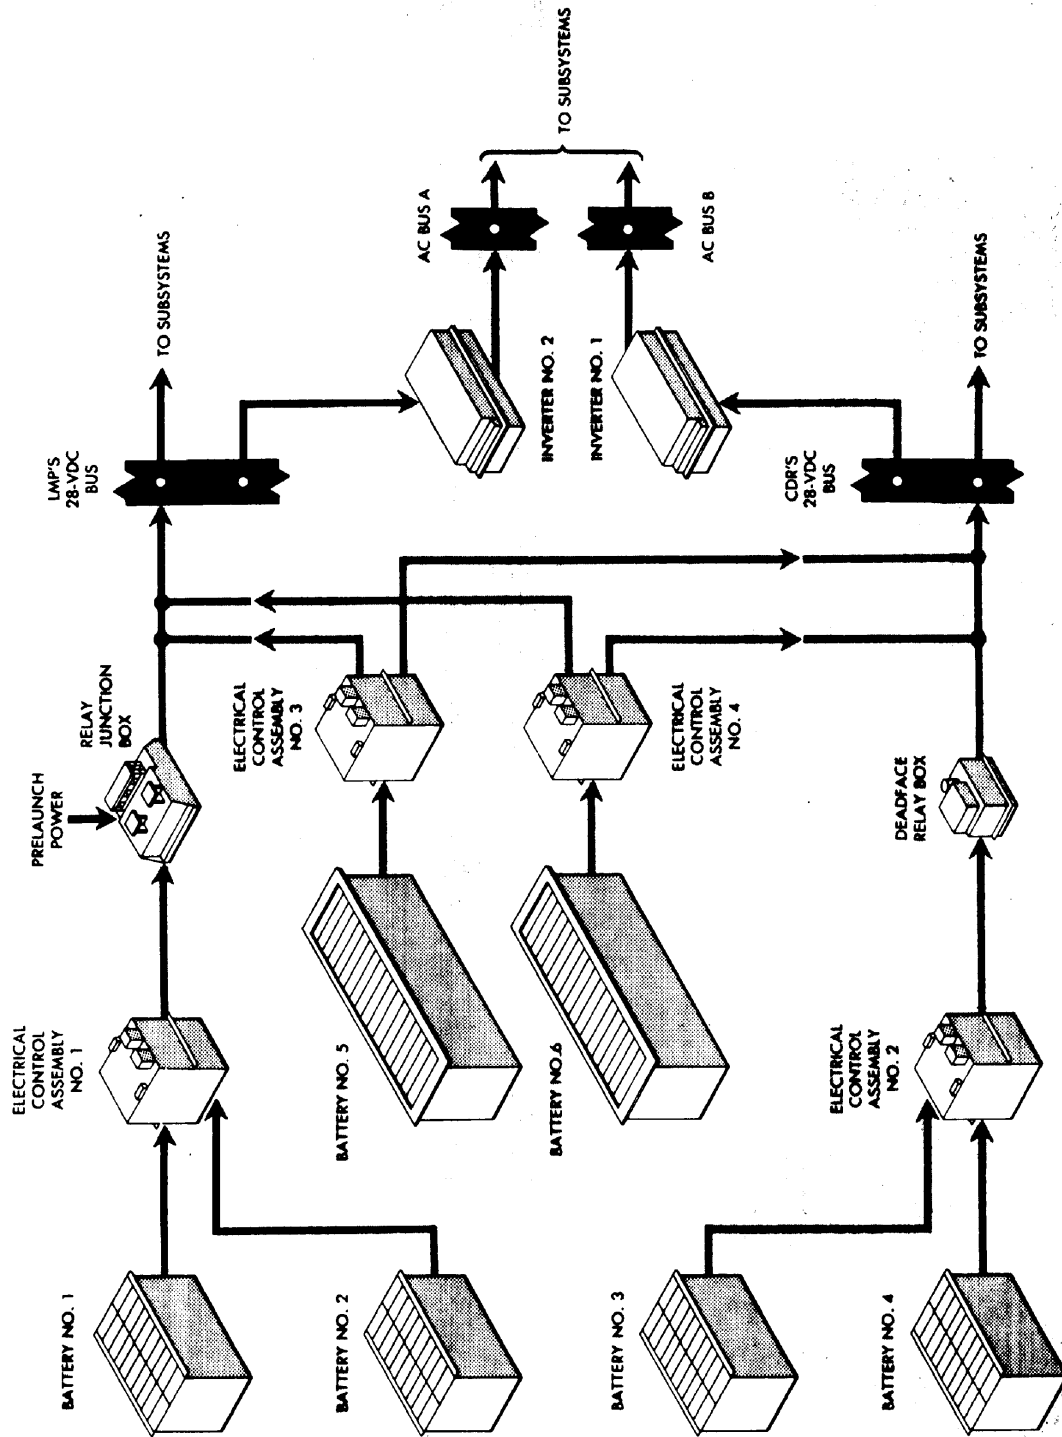 BATTERY NO. 1
BATTERY NO. 2
BATTERY NO. 3
BATTERY NO. 4
ELECTRICAL
CONTROL
ASSEMBLY
NO. 1
BATTERY NO. 5
BATTERY NO.6
ELECTRICAL
CONTROL
ASSEMBLY
NO. 2
PRELAUNCH
POWER
RELAY
JUNCTION
BOX
ELECTRICAL
CONTROL
ASSEMBLY
NO. 3
ELECTRICAL
CONTROL
ASSEMBLY
NO. 4
DEADFACE
RELAY BOX
LMP'S
28-VDC
BUS
CDR'S
28-VDC
BUS
TO SUBSYSTEMS
INVERTER NO. 2
INVERTER NO. 1
TO SUBSYSTEMS
AC BUS A
AC BUS B
TO SUBSYSTEMS